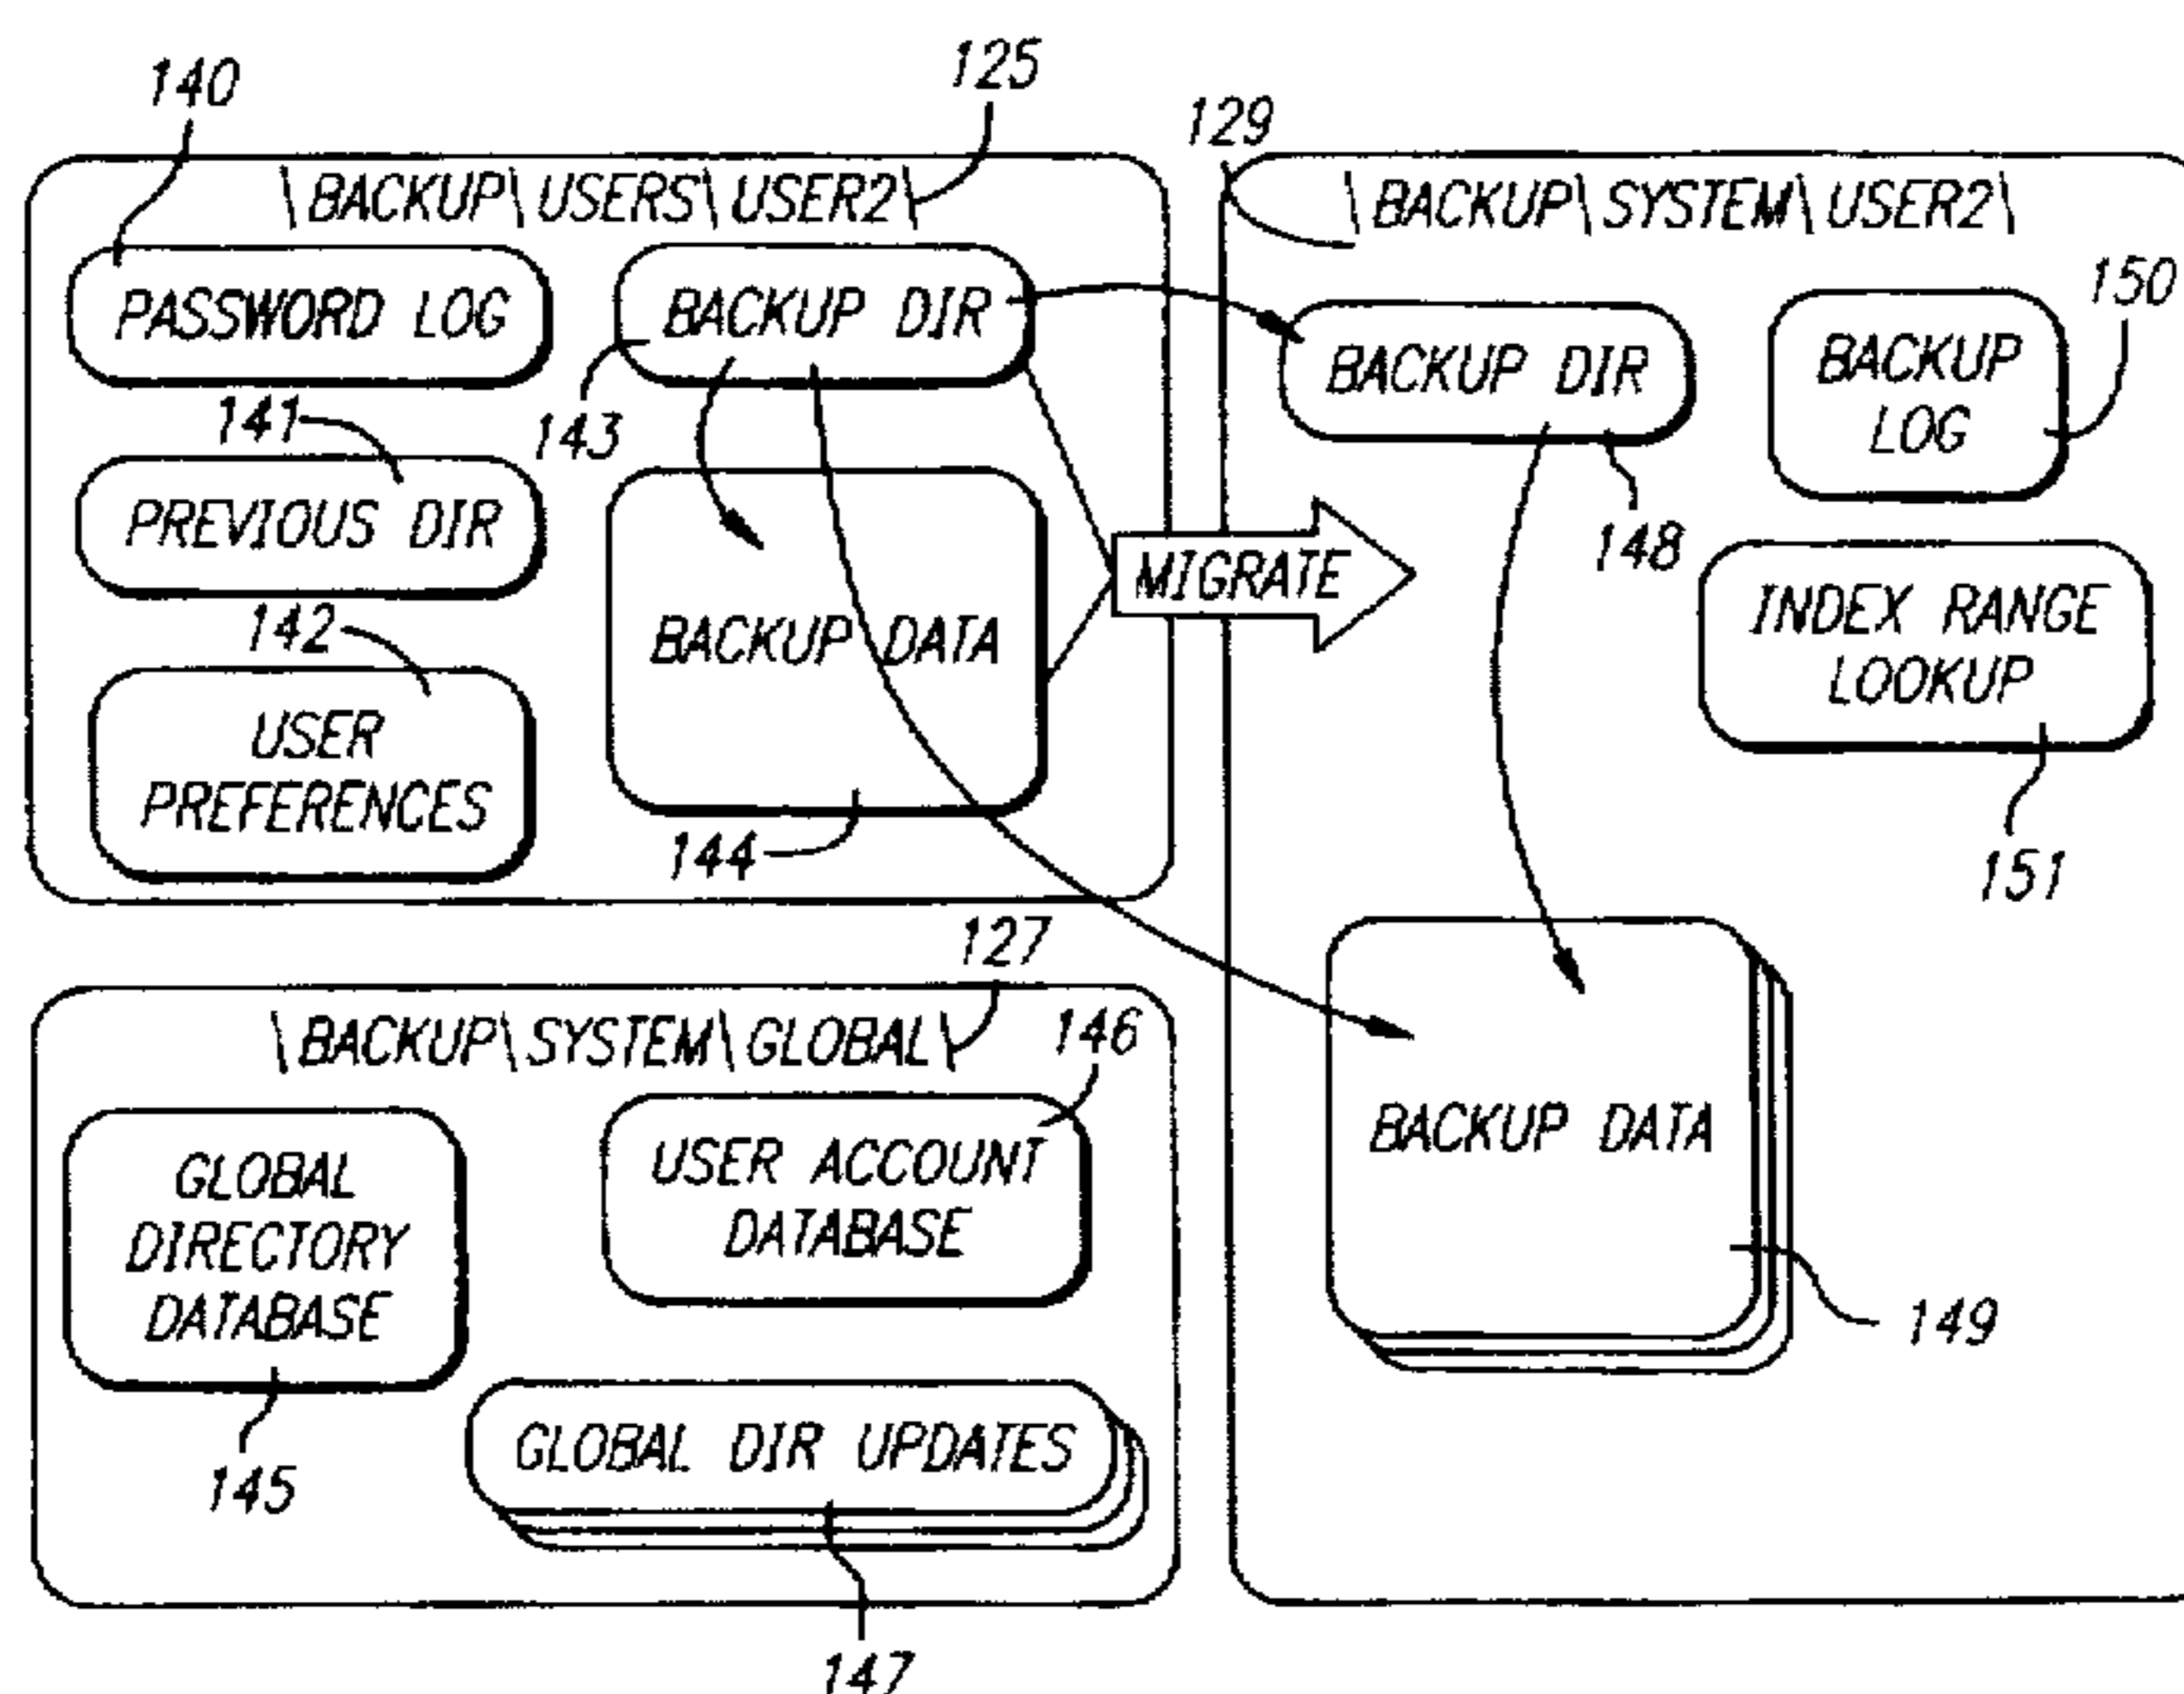 140
125
\BACKUP\USERS\USER2\
PASSWORD LOG
BACKUP DIR
143
141
PREVIOUS DIR
142
USER
PREFERENCES
BACKUP DATA
144
MIGRATE
129
\BACKUP\SYSTEM\USER2\
BACKUP DIR
148
150
BACKUP
LOG
INDEX RANGE
LOOKUP
151
BACKUP DATA
149
127
\BACKUP\SYSTEM\GLOBAL\
146
GLOBAL
DIRECTORY
DATABASE
145
USER ACCOUNT
DATABASE
GLOBAL DIR UPDATES
147